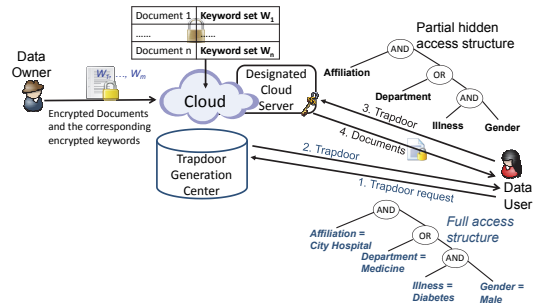 Document 1 Keyword set W1
...... ......
Document n Keyword set Wn
Partial hidden
access structure
AND
Affiliation
OR
Department
AND
Illness
Gender
Data
Owner
W1, ..., Wm
Encrypted Documents
and the corresponding
encrypted keywords
Cloud
Designated
Cloud
Server
3. Trapdoor
4. Documents
Trapdoor
Generation
Center
2. Trapdoor
1. Trapdoor request
Data
User
Full access
structure
AND
Affiliation =
City Hospital
OR
Department =
Medicine
AND
Illness =
Diabetes
Gender =
Male